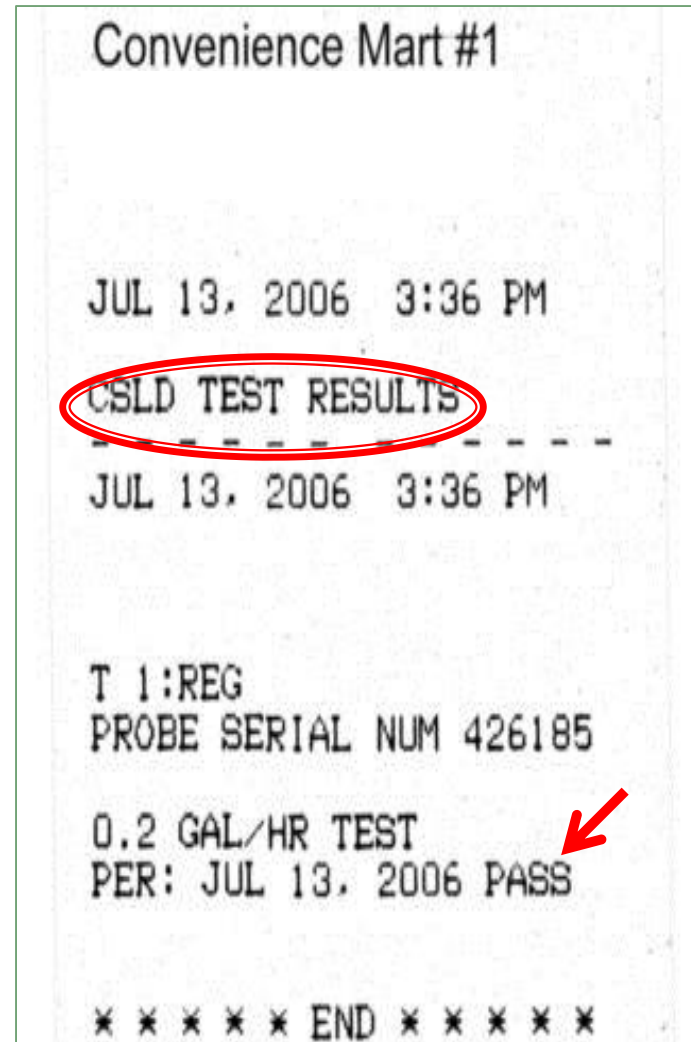 Convenience Mart #1
JUL 13, 2006 3:36 PM
CSLD TEST RESULTS
- - - - - - - - - - - -
JUL 13, 2006 3:36 PM
T 1:REG
PROBE SERIAL NUM 426185
0.2 GAL/HR TEST
PER: JUL 13, 2006 PASS
* * * * * END * * * * *